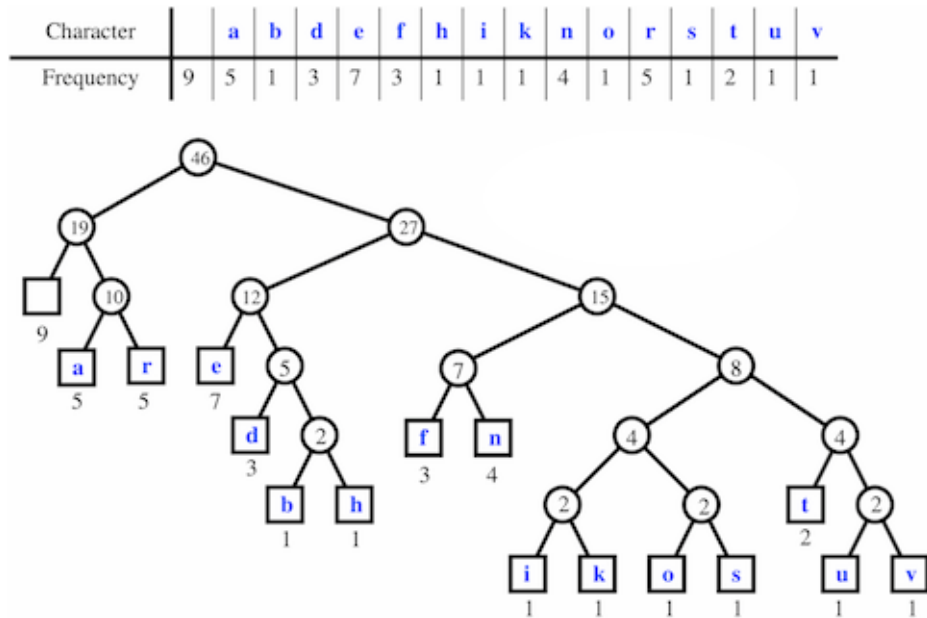 Character a b d e f h i k n o r s t u v
Frequency 9 5 1 3 7 3 1 1 1 4 1 5 1 2 1 1
46
19 27
10 12 15
9
a r e 5 7 8
5 5 7
d 2 f n 4 4
3 3 4
b h 2 2 t 2
1 1 2
i k o s u v
1 1 1 1 1 1